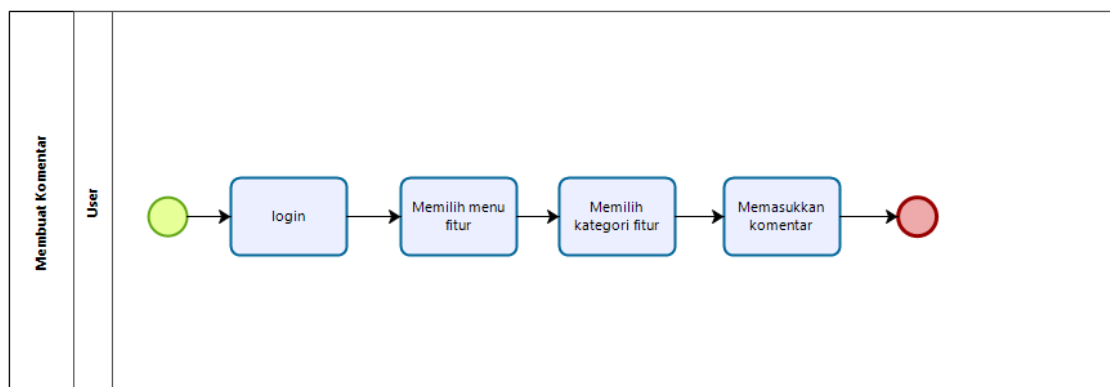 Membuat Komentar
User
login
Memilih menu
fitur
Memilih
kategori fitur
Memasukkan
komentar